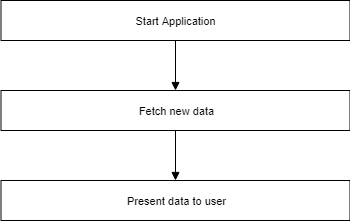 Start Application
Fetch new data
Present data to user